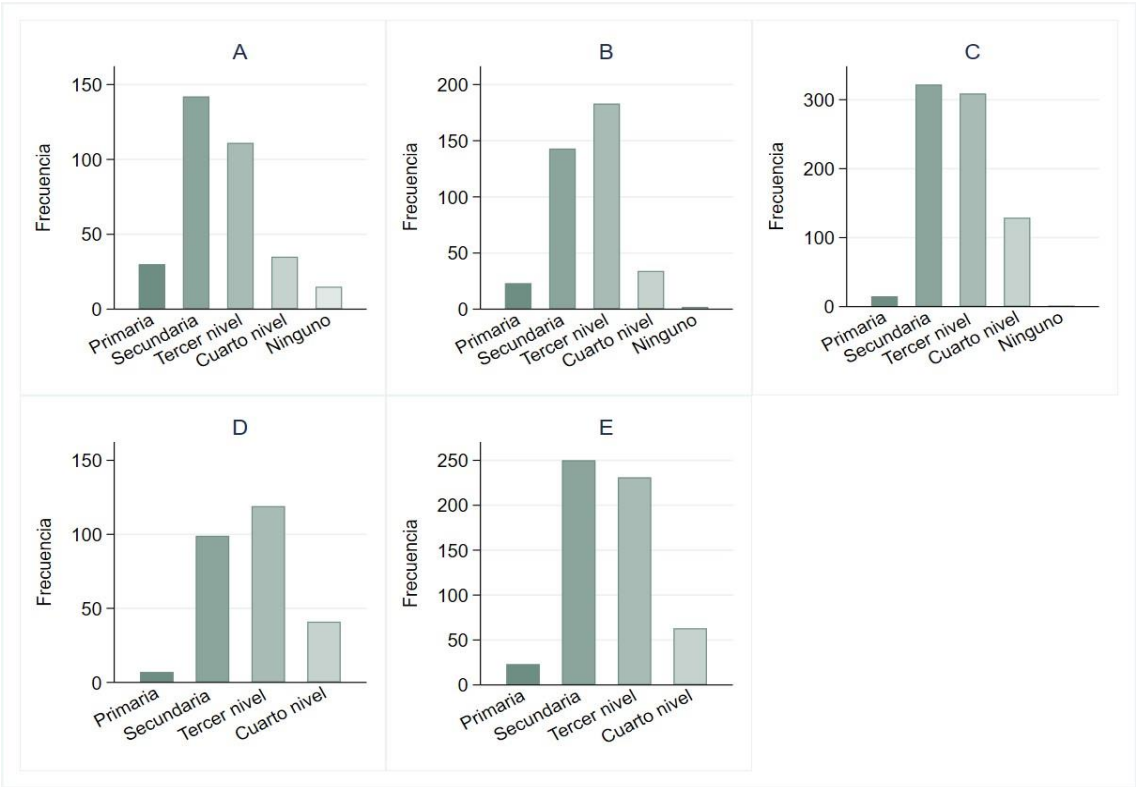 A
Frecuencia
150
100
50
0
Primaria
Secundaria
Tercer nivel
Cuarto nivel
Ninguno
B
Frecuencia
200
150
100
50
0
Primaria
Secundaria
Tercer nivel
Cuarto nivel
Ninguno
C
Frecuencia
300
200
100
0
Primaria
Secundaria
Tercer nivel
Cuarto nivel
Ninguno
D
Frecuencia
150
100
50
0
Primaria
Secundaria
Tercer nivel
Cuarto nivel
E
Frecuencia
250
200
150
100
50
0
Primaria
Secundaria
Tercer nivel
Cuarto nivel